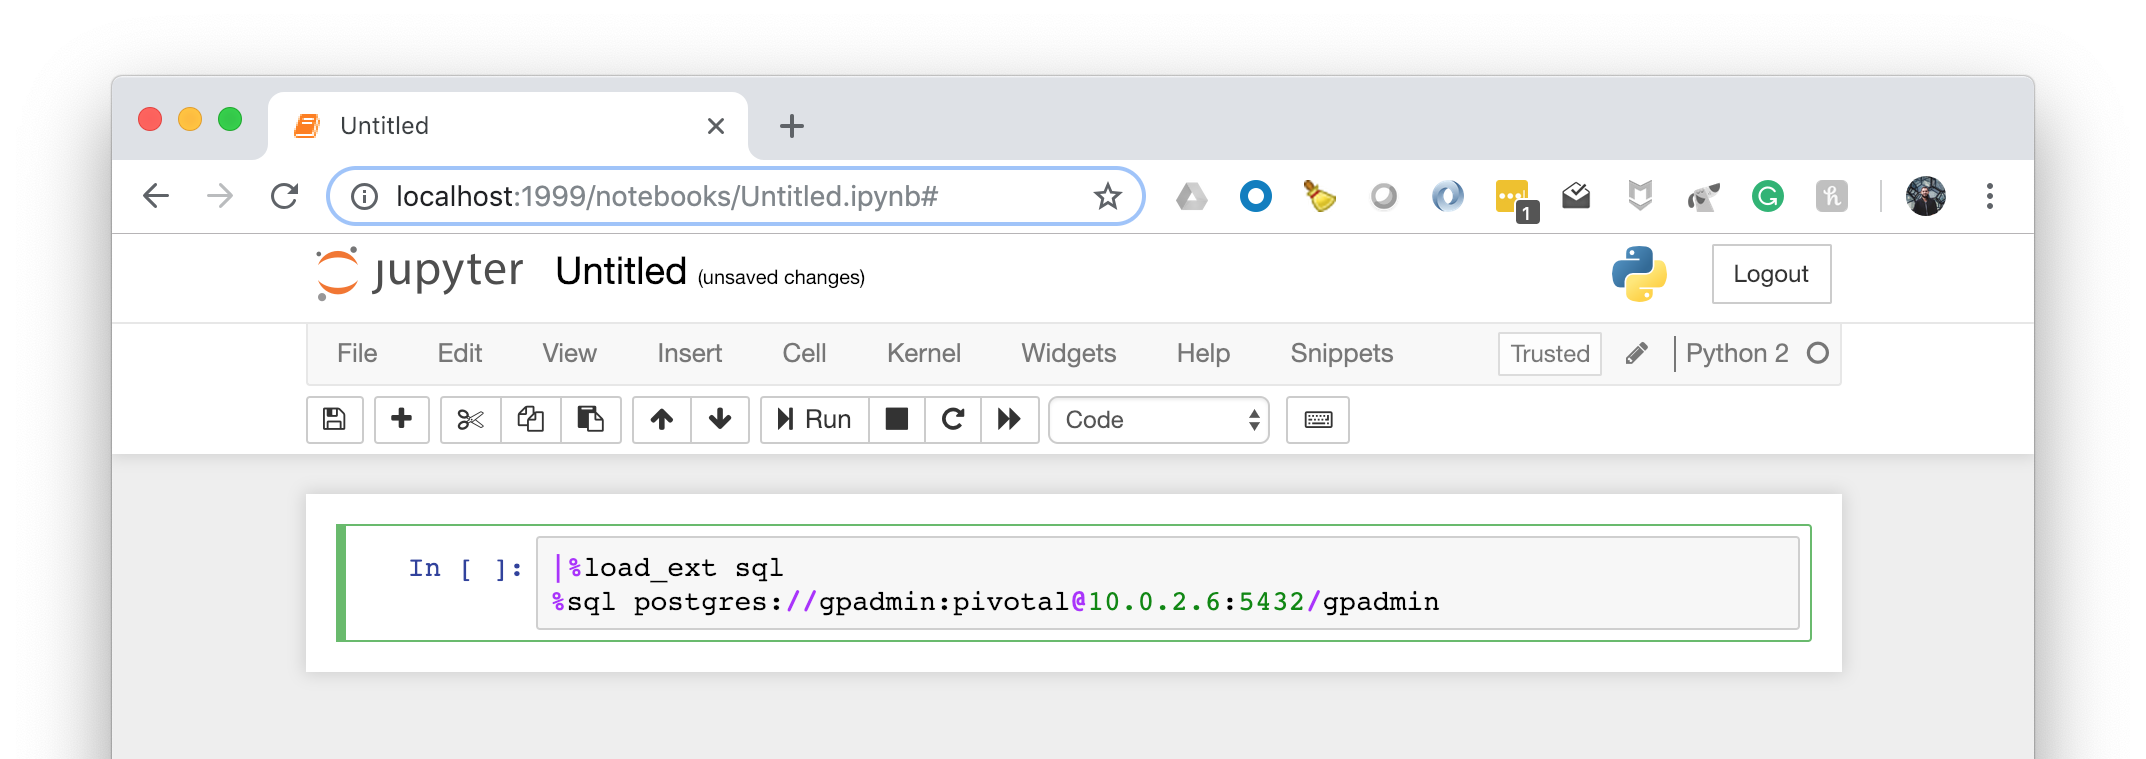 Untitled
localhost:1999/notebooks/Untitled.ipynb#
1
jupyter Untitled (unsaved changes)
Logout
File Edit View Insert Cell Kernel Widgets Help Snippets Trusted Python 2
Run Code
In [ ]: %load_ext sql
%sql postgres://gpadmin:pivotal@10.0.2.6:5432/gpadmin